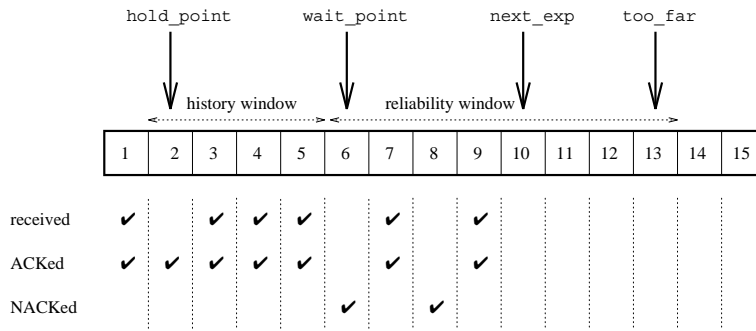 hold_point wait_point next_exp too_far
history window reliability window
1 2 3 4 5 6 7 8 9 10 11 12 13 14 15
received ✔ ✔ ✔ ✔ ✔ ✔
ACKed ✔ ✔ ✔ ✔ ✔ ✔ ✔
NACKed ✔ ✔